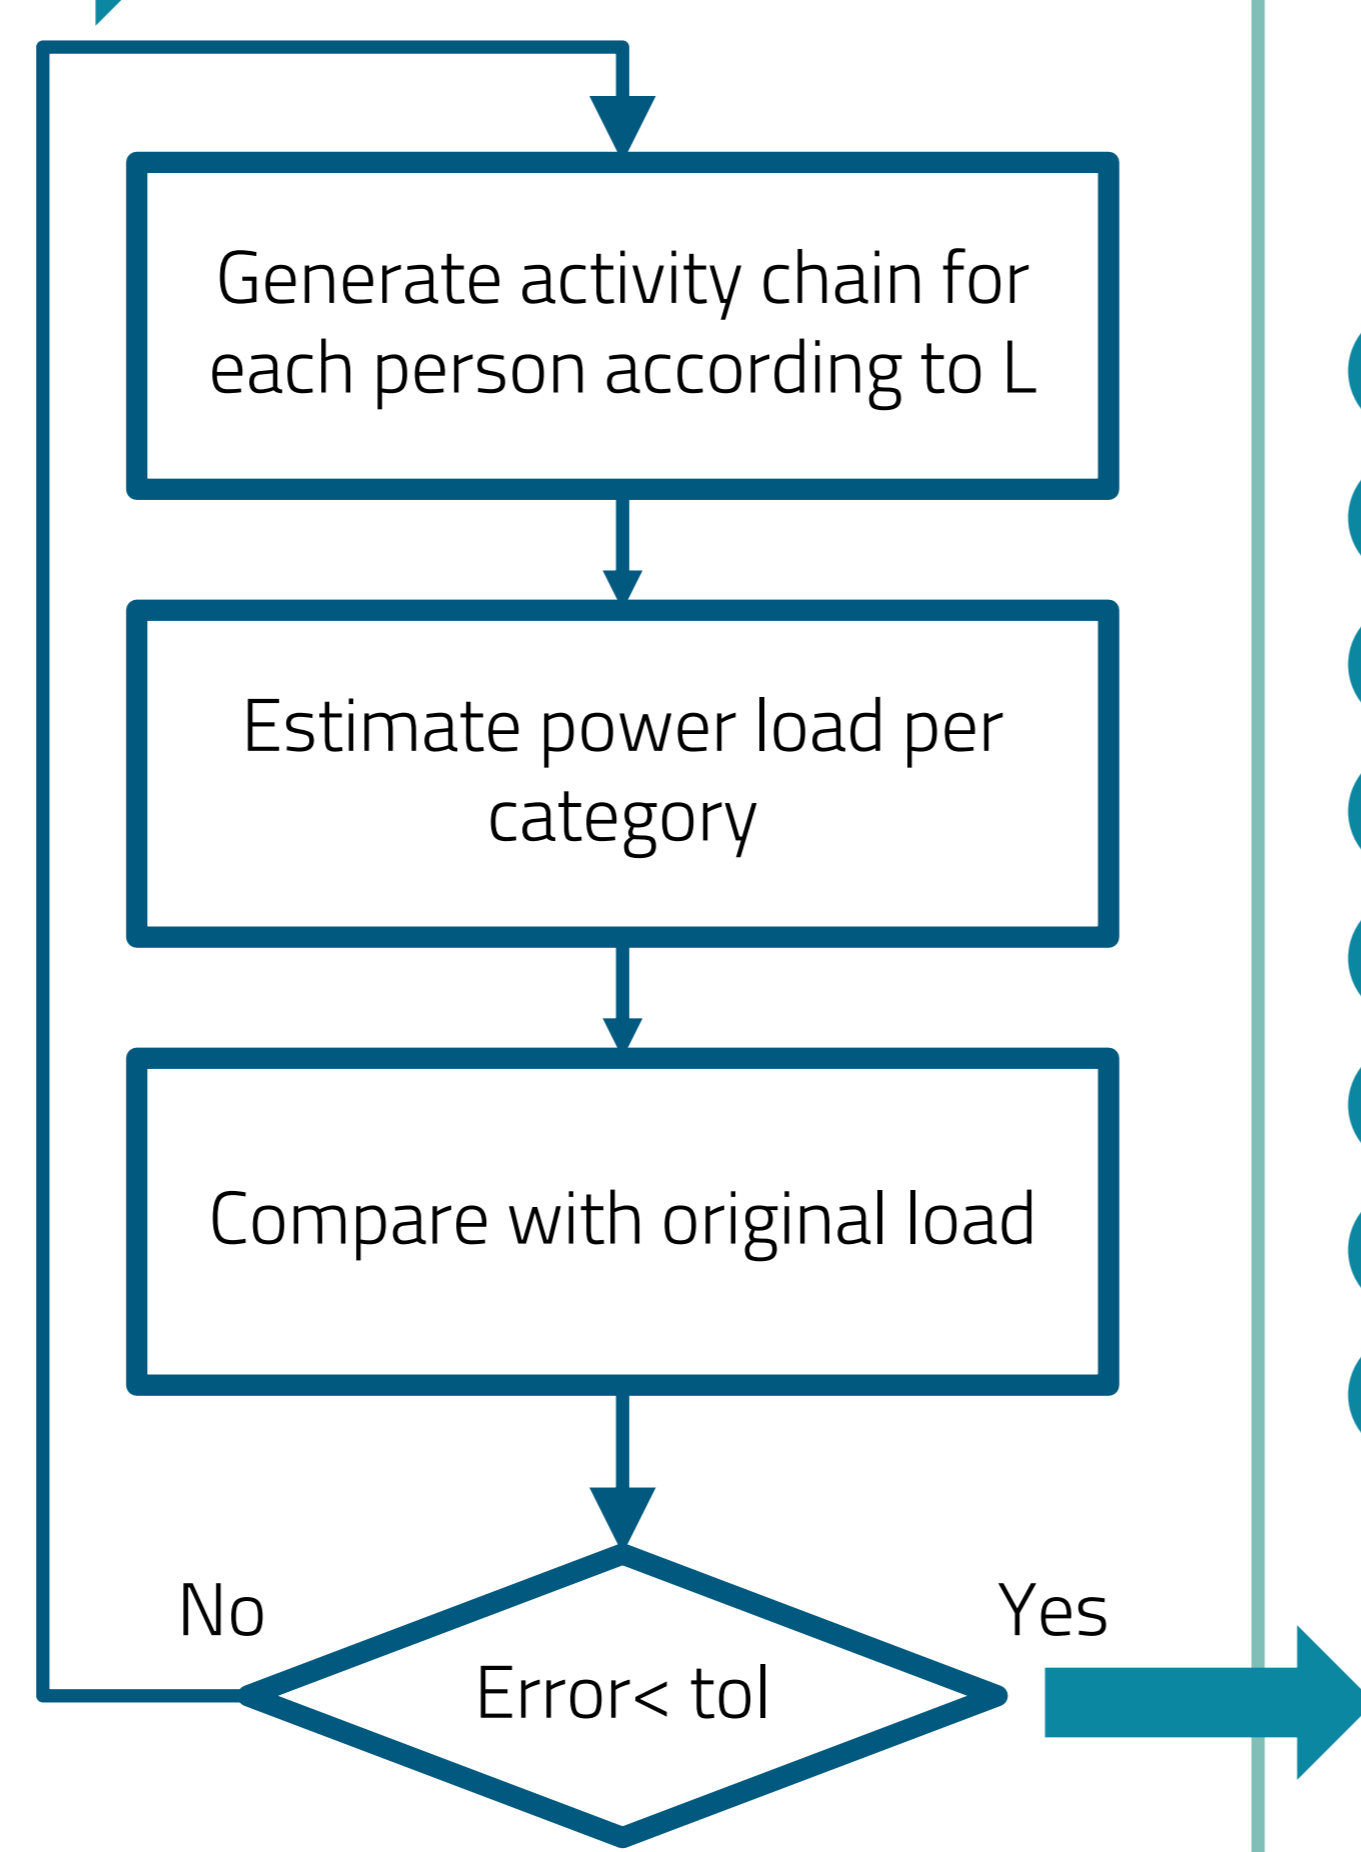 Generate activity chain for
each person according to L
Estimate power load per
category
Compare with original load
No
Yes
Error< tol